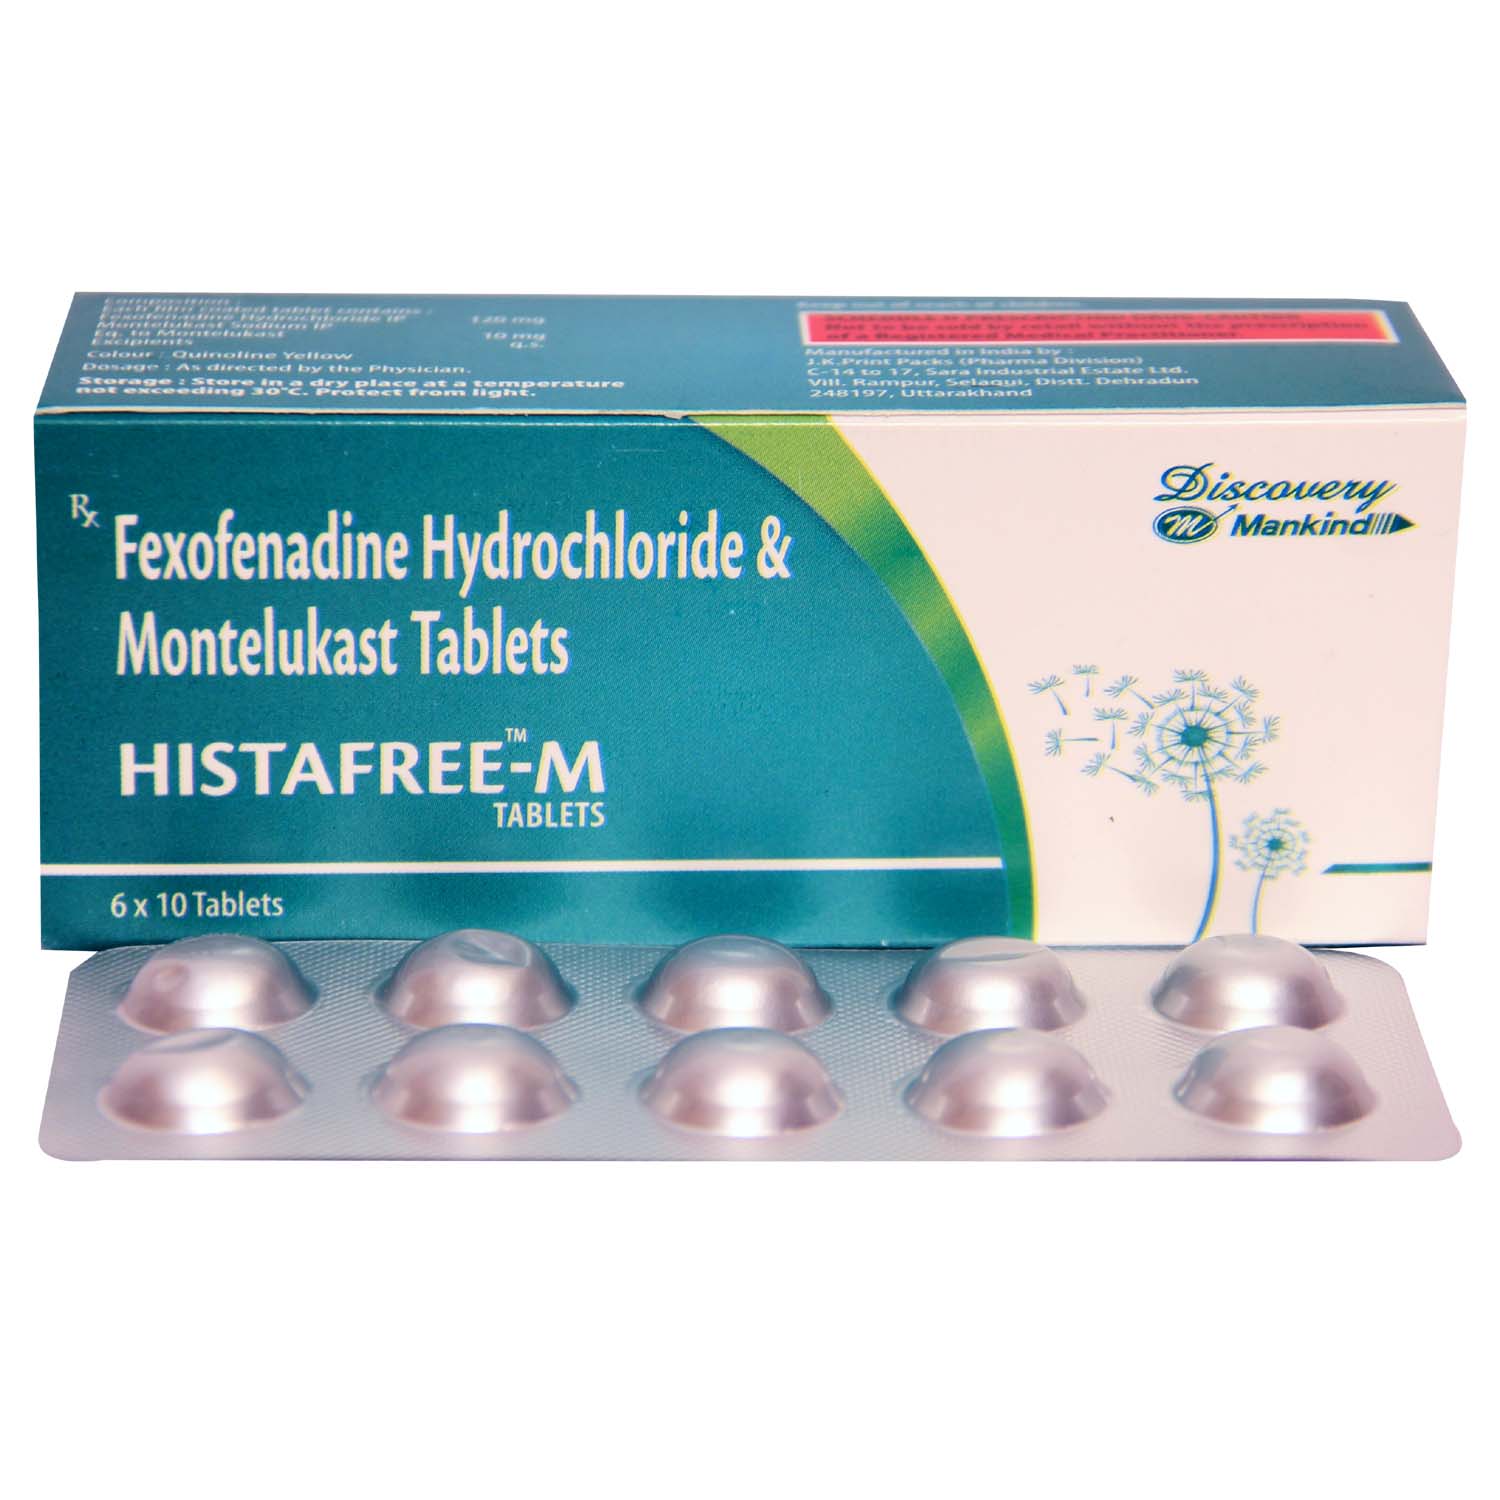 Composition :
Each film coated tablet contains :
Fexofenadine Hydrochloride IP 120 mg
Montelukast Sodium IP
Eq. to Montelukast 10 mg
Excipients q.s.
Colour : Quinoline Yellow
Dosage : As directed by the Physician.
Storage : Store in a dry place at a temperature
not exceeding 30°C. Protect from light.
Keep out of reach of children.
Not to be sold by retail without the prescription
of a Registered Medical Practitioner
Manufactured in India by :
J.K.Print Packs (Pharma Division)
C-14 to 17, Sara Industrial Estate Ltd.
Vill. Rampur, Selaqui, Distt. Dehradun
248197, Uttarakhand
Discovery
m Mankind
Rx
Fexofenadine Hydrochloride &
Montelukast Tablets
HISTAFREE™-M
TABLETS
6 x 10 Tablets